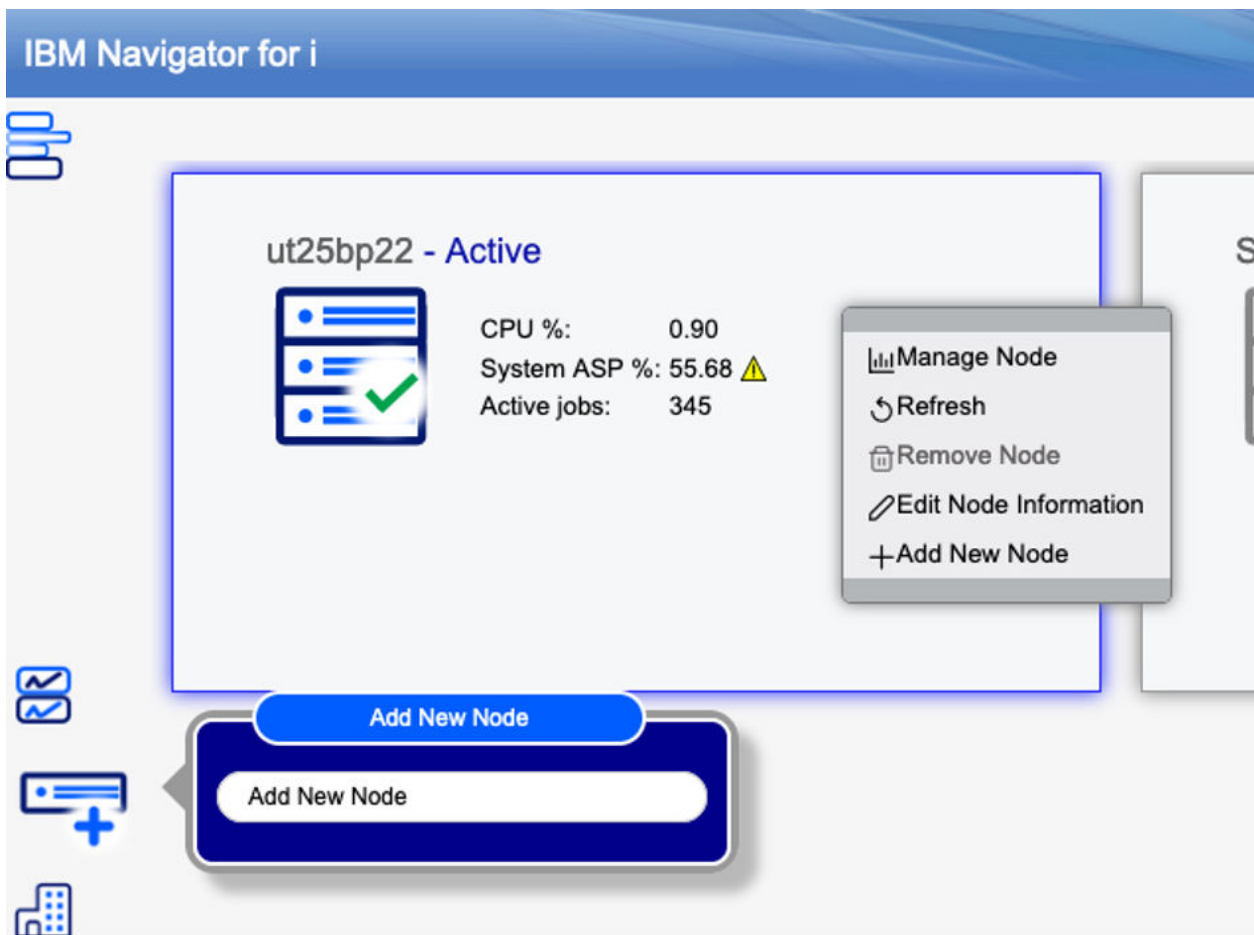 IBM Navigator for i
ut25bp22 - Active
CPU %: 0.90
System ASP %: 55.68
Active jobs: 345
Manage Node
Refresh
Remove Node
Edit Node Information
Add New Node
S
Add New Node
Add New Node